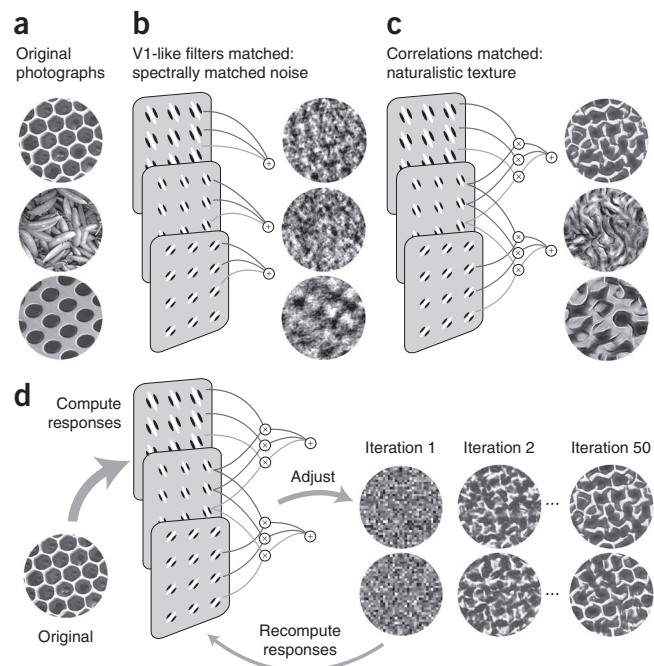 a
Original
photographs
b
V1-like filters matched:
spectrally matched noise
c
Correlations matched:
naturalistic texture
d
Compute
responses
Original
Adjust
Recompute
responses
Iteration 1
Iteration 2
Iteration 50
...
...